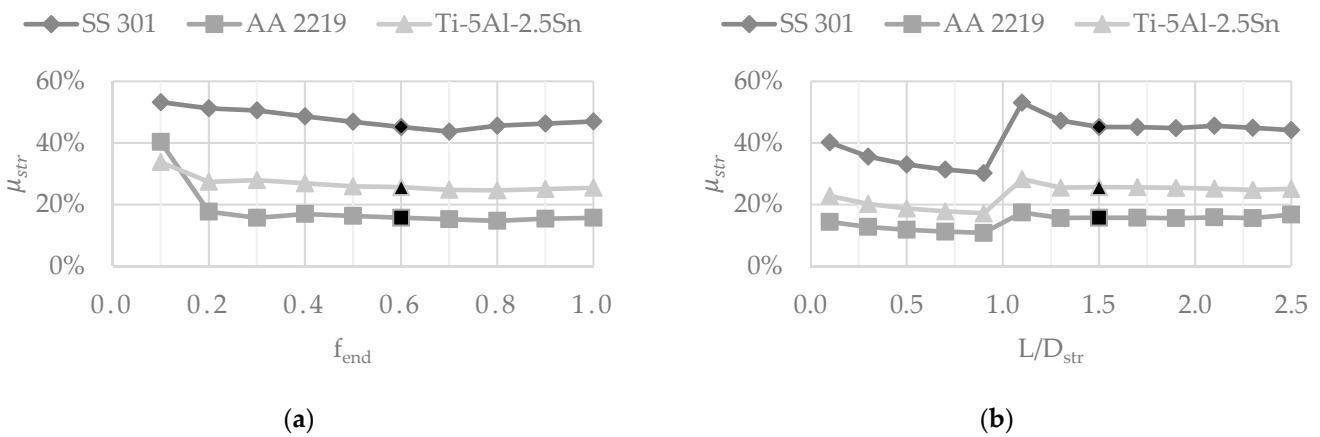 SS 301 AA 2219 Ti-5Al-2.5Sn
60%
40%
20%
0%
μstr
0.0 0.2 0.4 0.6 0.8 1.0
fend
(a)
SS 301 AA 2219 Ti-5Al-2.5Sn
60%
40%
20%
0%
μstr
0.0 0.5 1.0 1.5 2.0 2.5
L/Dstr
(b)